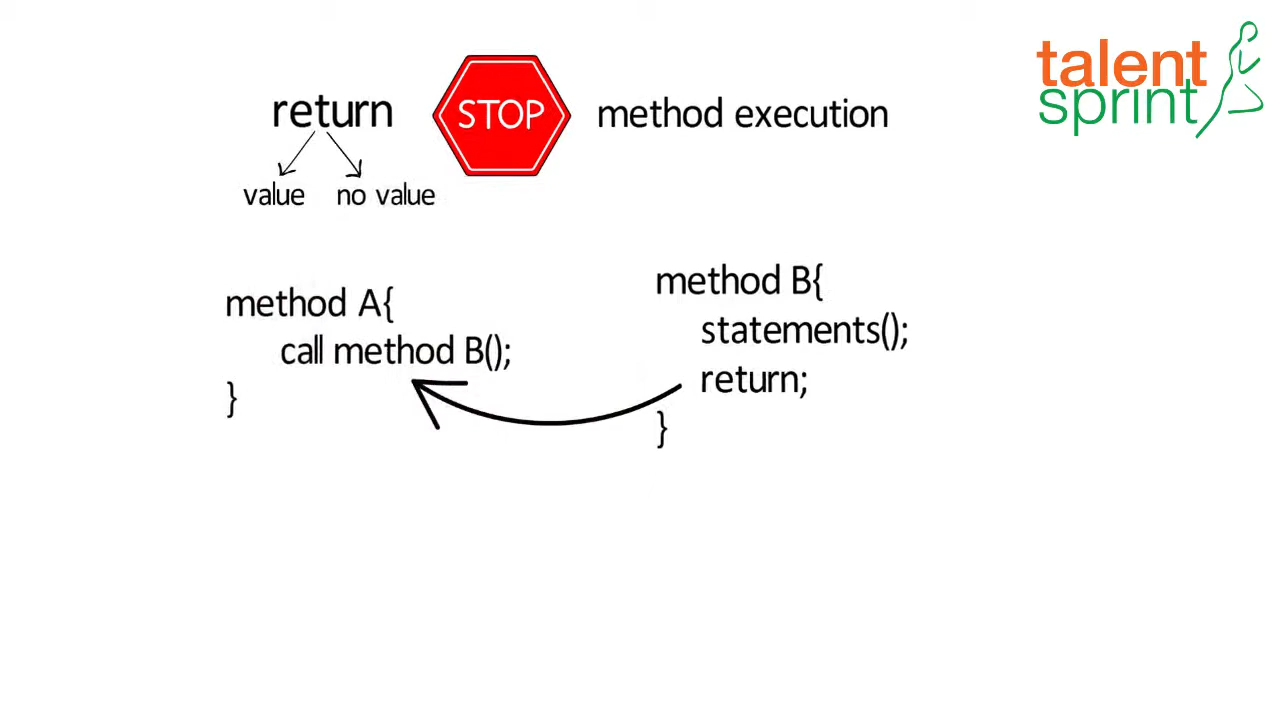 talent
sprint
return STOP method execution
value no value
method A{
call method B();
}
method B{
statements();
return;
}